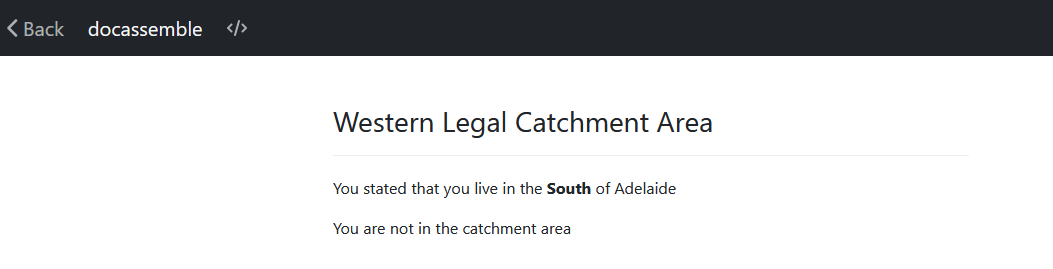 Back docassemble </>
Western Legal Catchment Area
You stated that you live in the South of Adelaide
You are not in the catchment area